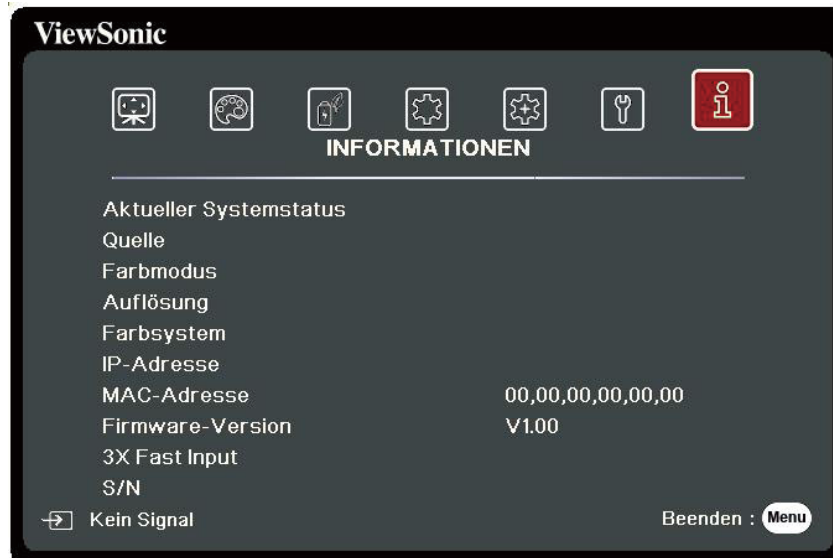 ViewSonic
INFORMATIONEN
Aktueller Systemstatus
Quelle
Farbmodus
Auflösung
Farbsystem
IP-Adresse
MAC-Adresse 00,00,00,00,00,00
Firmware-Version V1.00
3X Fast Input
S/N
Kein Signal Beenden : Menu